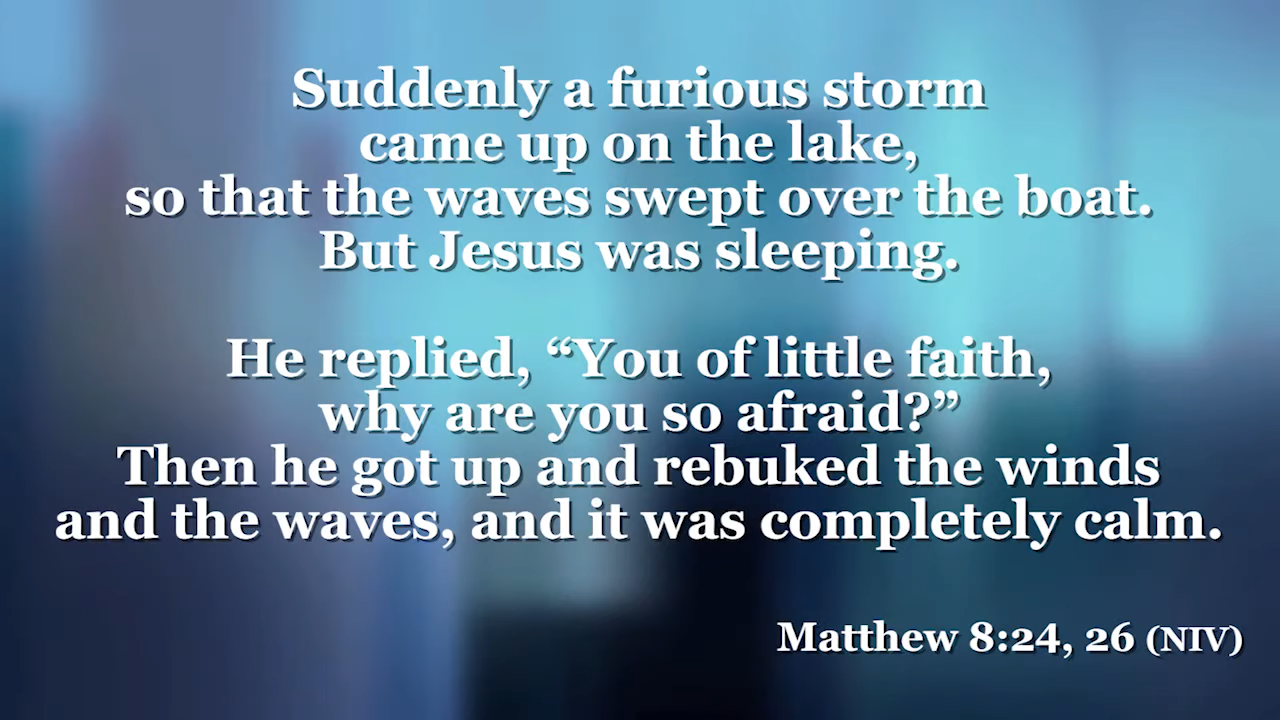 Suddenly a furious storm
came up on the lake,
so that the waves swept over the boat.
But Jesus was sleeping.
He replied, “You of little faith,
why are you so afraid?”
Then he got up and rebuked the winds
and the waves, and it was completely calm.
Matthew 8:24, 26 (NIV)